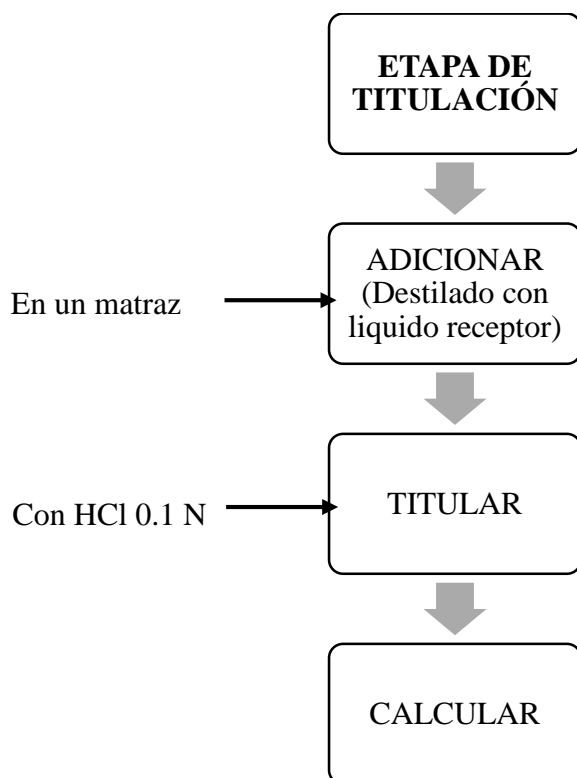 ETAPA DE
TITULACIÓN
ADICIONAR
(Destilado con
liquido receptor)
En un matraz
TITULAR
Con HCl 0.1 N
CALCULAR